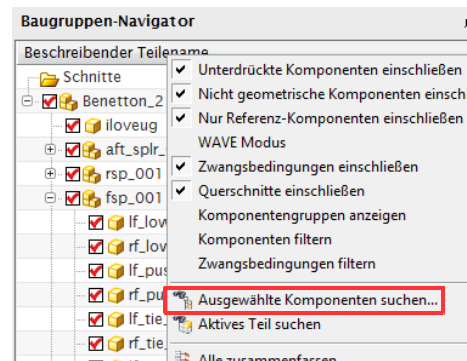 Baugruppen-Navigator
Beschreibender Teilename
Schnitte
Unterdrückte Komponenten einschließen
Benetton_2
Nicht geometrische Komponenten einsch
iloveug
Nur Referenz-Komponenten einschließen
aft_splr_
WAVE Modus
rsp_001
Zwangsbedingungen einschließen
fsp_001
Querschnitte einschließen
lf_low
Komponentengruppen anzeigen
rf_low
Komponenten filtern
lf_pus
Zwangsbedingungen filtern
rf_pu
Ausgewählte Komponenten suchen...
lf_tie_
Aktives Teil suchen
rf_tie_
Alle zusammenfassen